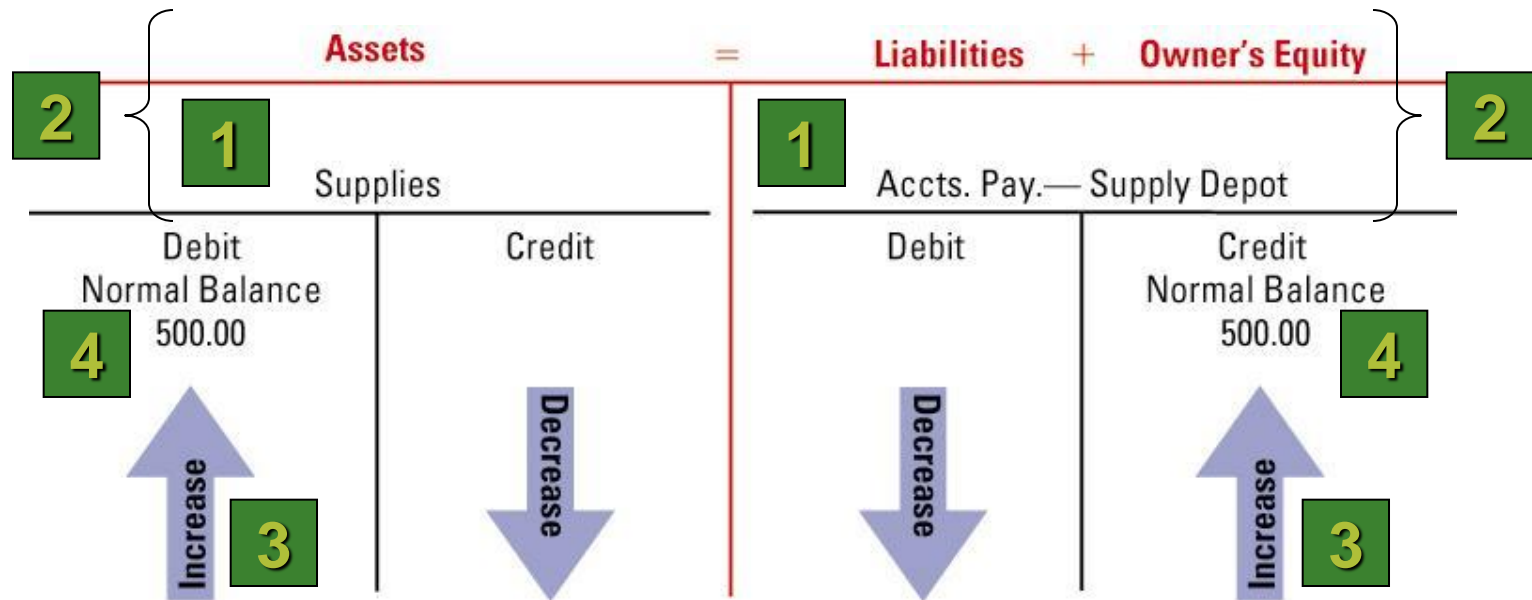 Assets = Liabilities + Owner's Equity
2 1 1 2
Supplies Accts. Pay.— Supply Depot
Debit Credit Debit Credit
Normal Balance Normal Balance
500.00 500.00
4 4
Increase Decrease Decrease Increase
3 3